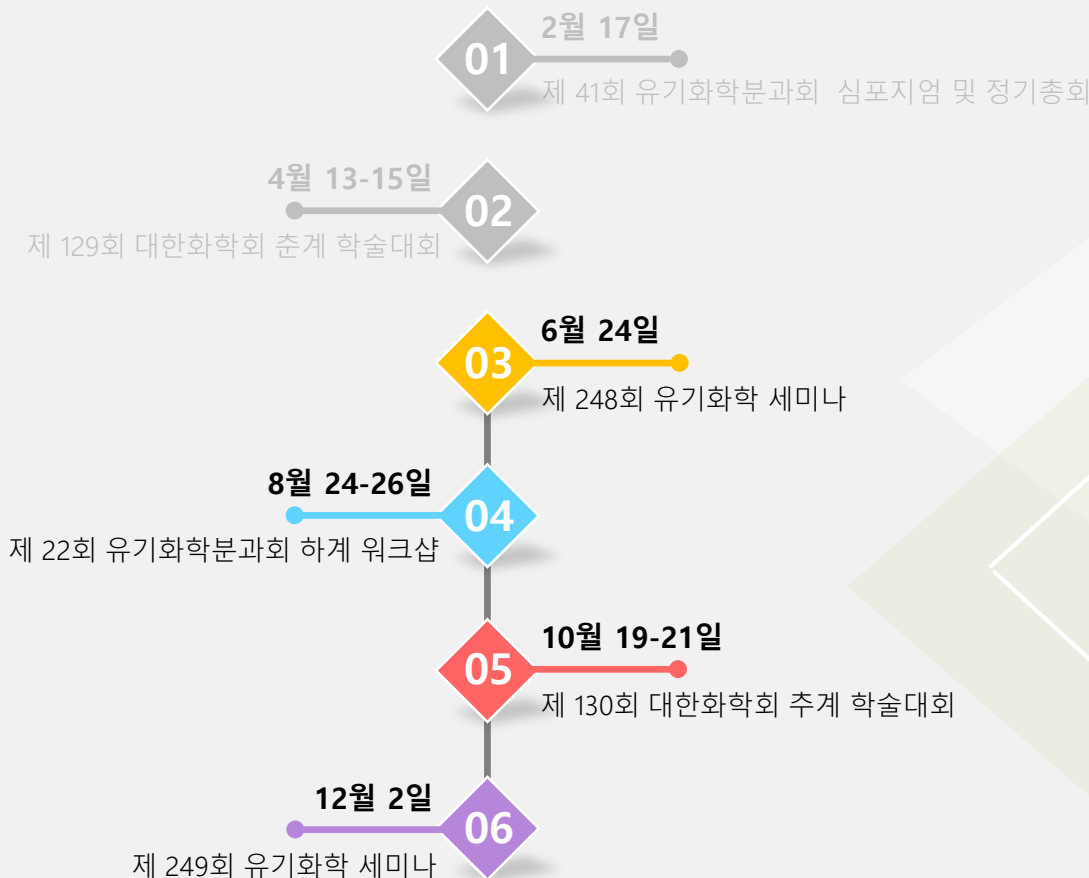 01
2월 17일
제 41회 유기화학분과회 심포지엄 및 정기총회
4월 13-15일
02
제 129회 대한화학회 춘계 학술대회
6월 24일
03
제 248회 유기화학 세미나
8월 24-26일
04
제 22회 유기화학분과회 하계 워크샵
10월 19-21일
05
제 130회 대한화학회 추계 학술대회
12월 2일
06
제 249회 유기화학 세미나